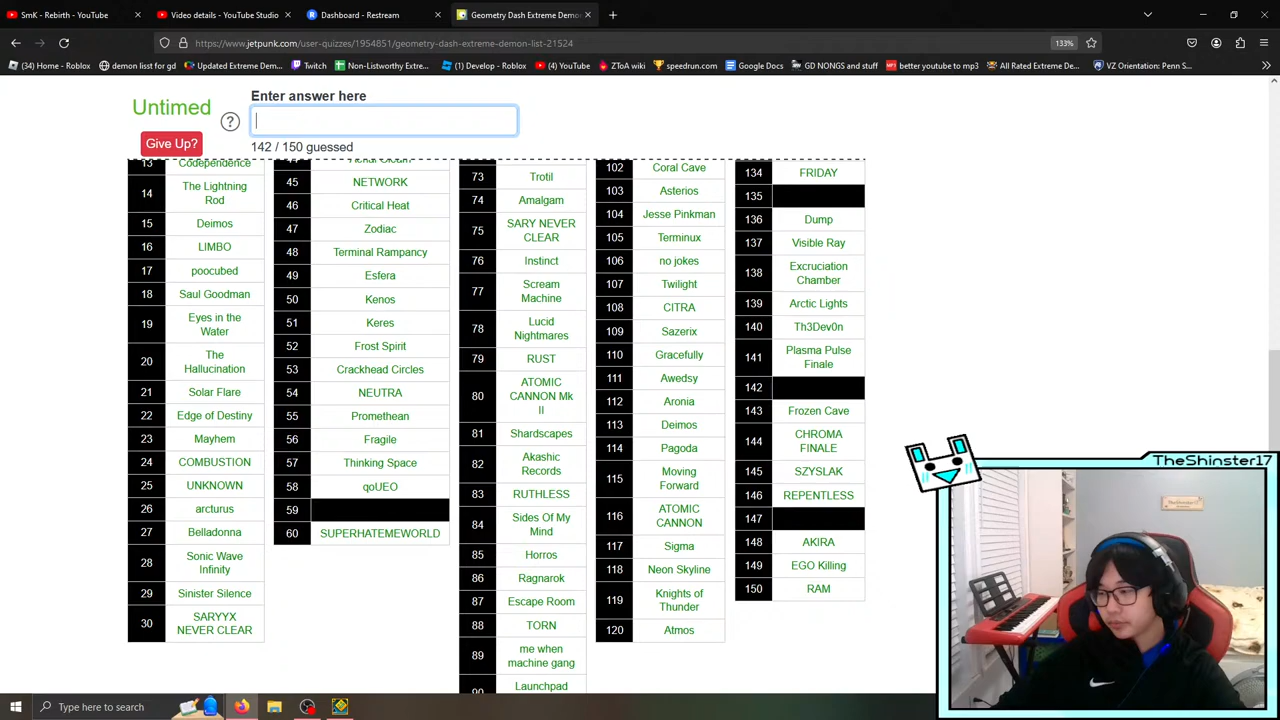 SmK - Rebirth - YouTube
Video details - YouTube Studio
Dashboard - Restream
Geometry Dash Extreme Demo
https://www.jetpunk.com/user-quizzes/1954851/geometry-dash-extreme-demon-list-21524
133%
(34) Home - Roblox
demon lisst for gd
Updated Extreme Dem
Twitch
Non-Listworthy Extre
(1) Develop - Roblox
(4) YouTube
ZToA wiki
speedrun.com
Google Docs
GD NONGS and stuff
better youtube to mp3
All Rated Extreme De
VZ Orientation: Penn S
Untimed
?
Give Up?
Enter answer here
142 / 150 guessed
13 Codependence
14 The Lightning
Rod
15 Deimos
16 LIMBO
17 poocubed
18 Saul Goodman
19 Eyes in the
Water
20 The
Hallucination
21 Solar Flare
22 Edge of Destiny
23 Mayhem
24 COMBUSTION
25 UNKNOWN
26 arcturus
27 Belladonna
28 Sonic Wave
Infinity
29 Sinister Silence
30 SARYYX
NEVER CLEAR
45 NETWORK
46 Critical Heat
47 Zodiac
48 Terminal Rampancy
49 Esfera
50 Kenos
51 Keres
52 Frost Spirit
53 Crackhead Circles
54 NEUTRA
55 Promethean
56 Fragile
57 Thinking Space
58 qoUEO
59
60 SUPERHATEMEWORLD
73 Trotil
74 Amalgam
75 SARY NEVER
CLEAR
76 Instinct
77 Scream
Machine
78 Lucid
Nightmares
79 RUST
80 ATOMIC
CANNON Mk
II
81 Shardscapes
82 Akashic
Records
83 RUTHLESS
84 Sides Of My
Mind
85 Horros
86 Ragnarok
87 Escape Room
88 TORN
89 me when
machine gang
90 Launchpad
102 Coral Cave
103 Asterios
104 Jesse Pinkman
105 Terminux
106 no jokes
107 Twilight
108 CITRA
109 Sazerix
110 Gracefully
111 Awedsy
112 Aronia
113 Deimos
114 Pagoda
115 Moving
Forward
116 ATOMIC
CANNON
117 Sigma
118 Neon Skyline
119 Knights of
Thunder
120 Atmos
134 FRIDAY
135
136 Dump
137 Visible Ray
138 Excruciation
Chamber
139 Arctic Lights
140 Th3Dev0n
141 Plasma Pulse
Finale
142
143 Frozen Cave
144 CHROMA
FINALE
145 SZYSLAK
146 REPENTLESS
147
148 AKIRA
149 EGO Killing
150 RAM
TheShinster17
Type here to search